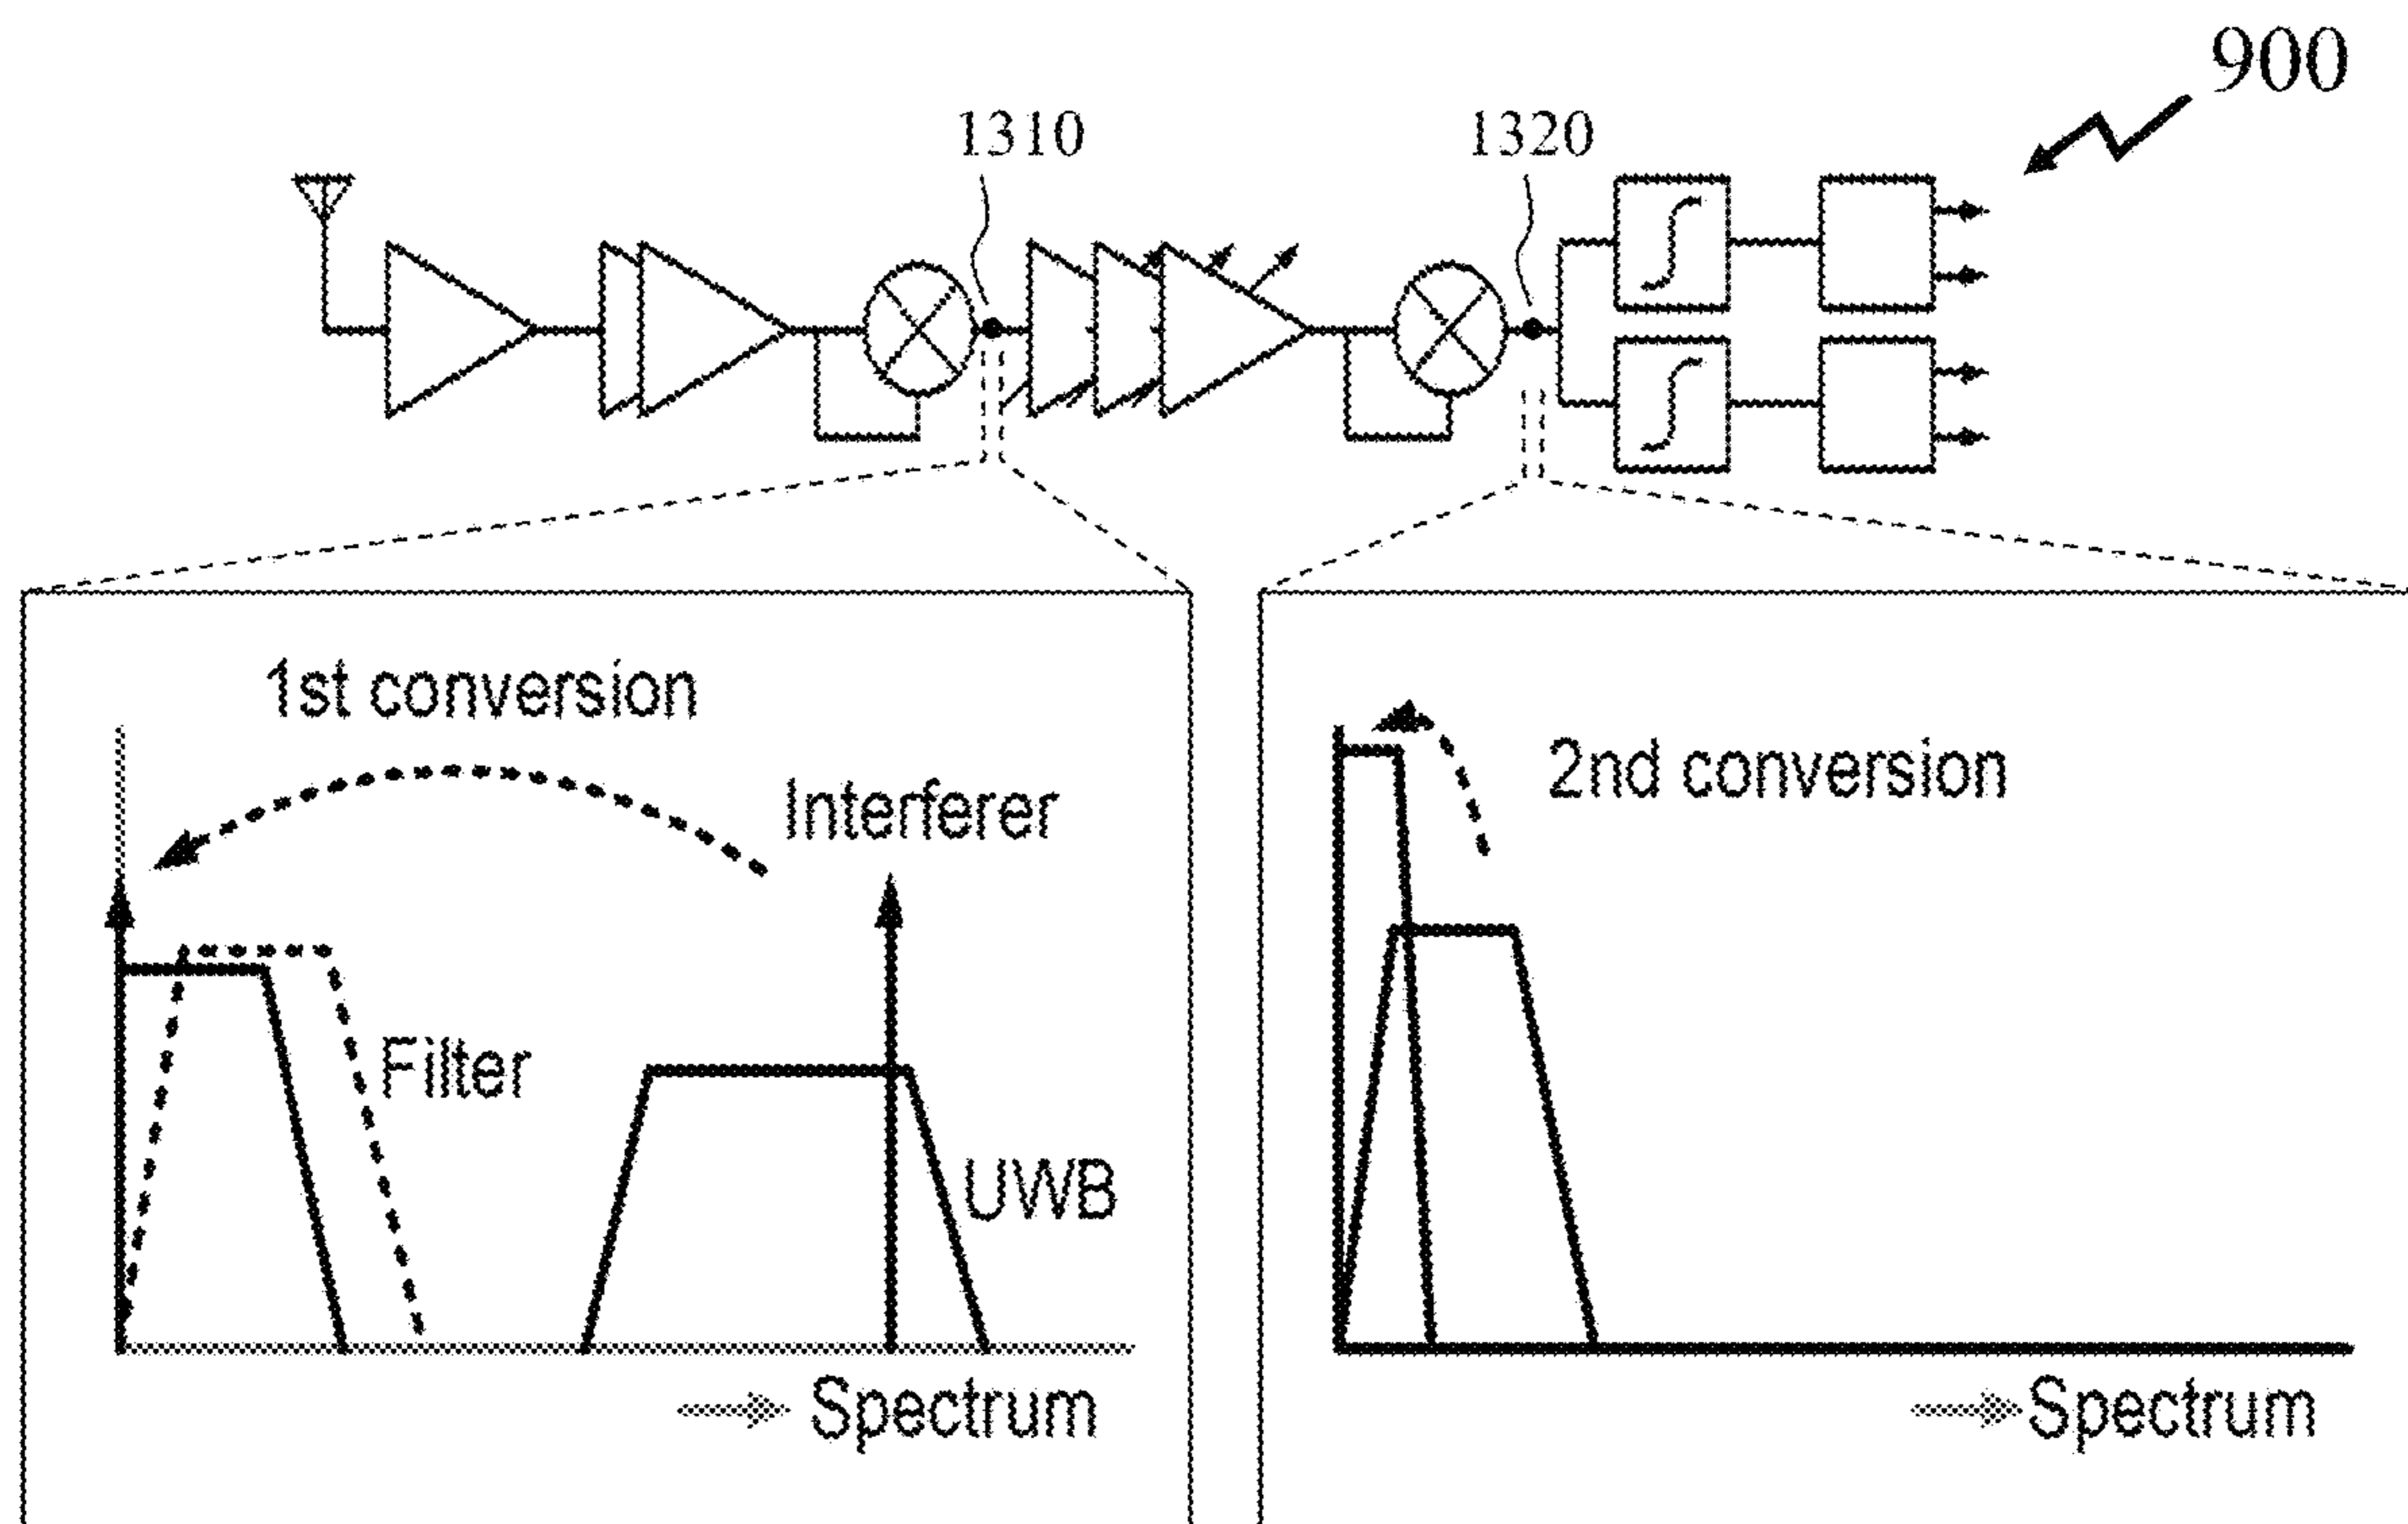 900
1310
1320
1st conversion
Interferer
Filter
UWB
Spectrum
2nd conversion
Spectrum